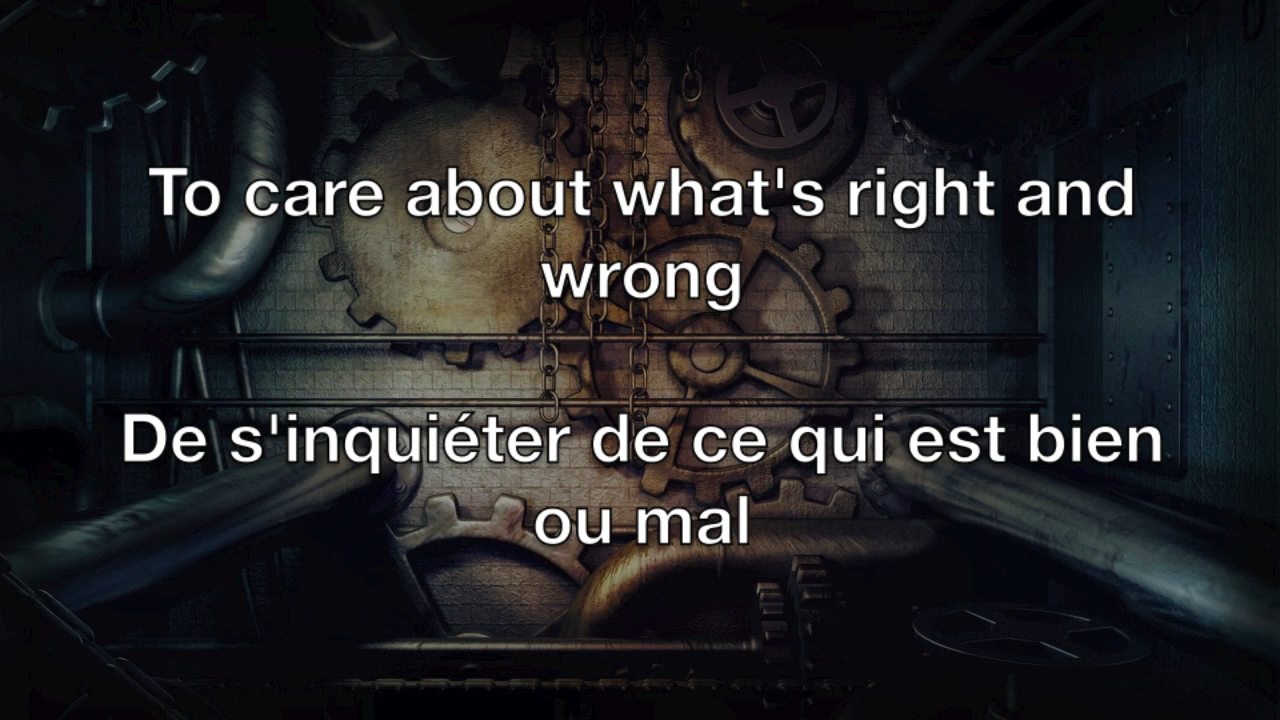 To care about what's right and
wrong
De s'inquiéter de ce qui est bien
ou mal